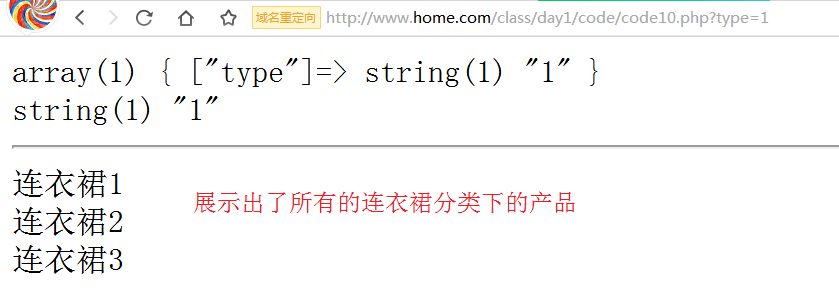 域名重定向 http://www.home.com/class/day1/code/code10.php?type=1
array(1) { ["type"]=> string(1) "1" }
string(1) "1"
连衣裙1
展示出了所有的连衣裙分类下的产品
连衣裙2
连衣裙3